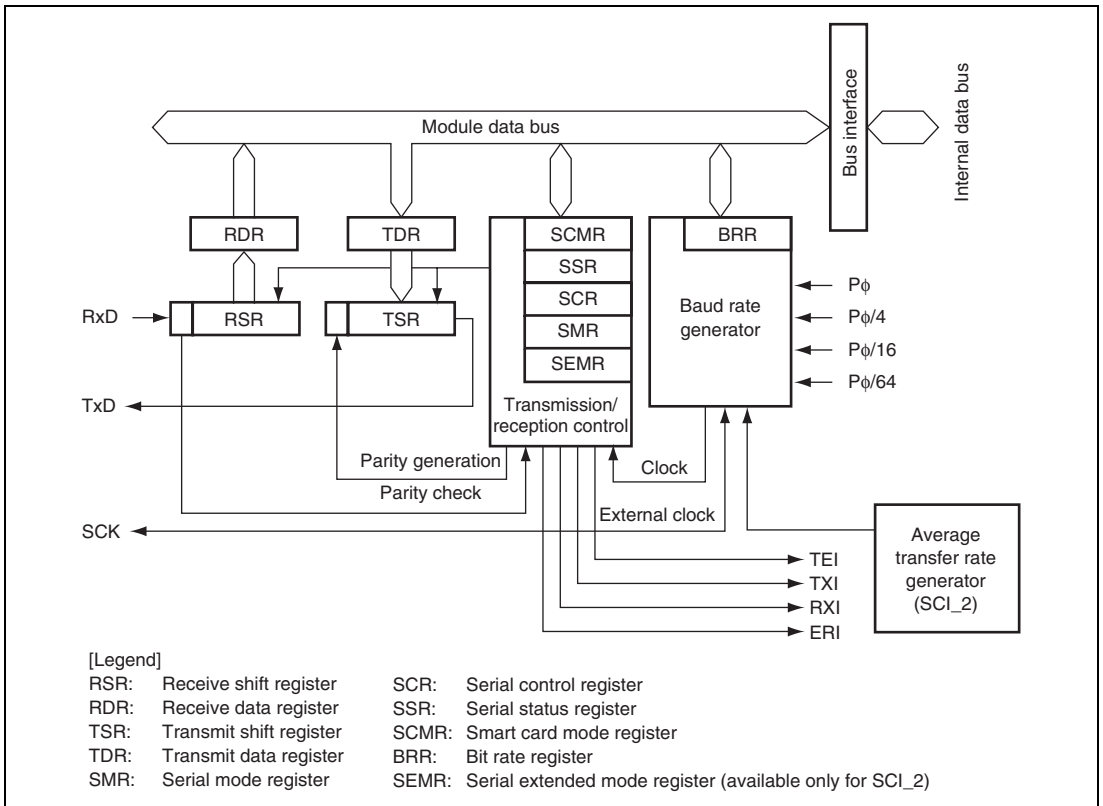 Module data bus
Bus interface
Internal data bus
RDR
TDR
SCMR
BRR
SSR
SCR
SMR
SEMR
Transmission/
reception control
Baud rate
generator
Pϕ
Pϕ/4
Pϕ/16
Pϕ/64
RxD
RSR
TSR
TxD
Parity generation
Parity check
Clock
SCK
External clock
TEI
TXI
RXI
ERI
Average
transfer rate
generator
(SCI_2)
[Legend]
RSR: Receive shift register
RDR: Receive data register
TSR: Transmit shift register
TDR: Transmit data register
SMR: Serial mode register
SCR: Serial control register
SSR: Serial status register
SCMR: Smart card mode register
BRR: Bit rate register
SEMR: Serial extended mode register (available only for SCI_2)